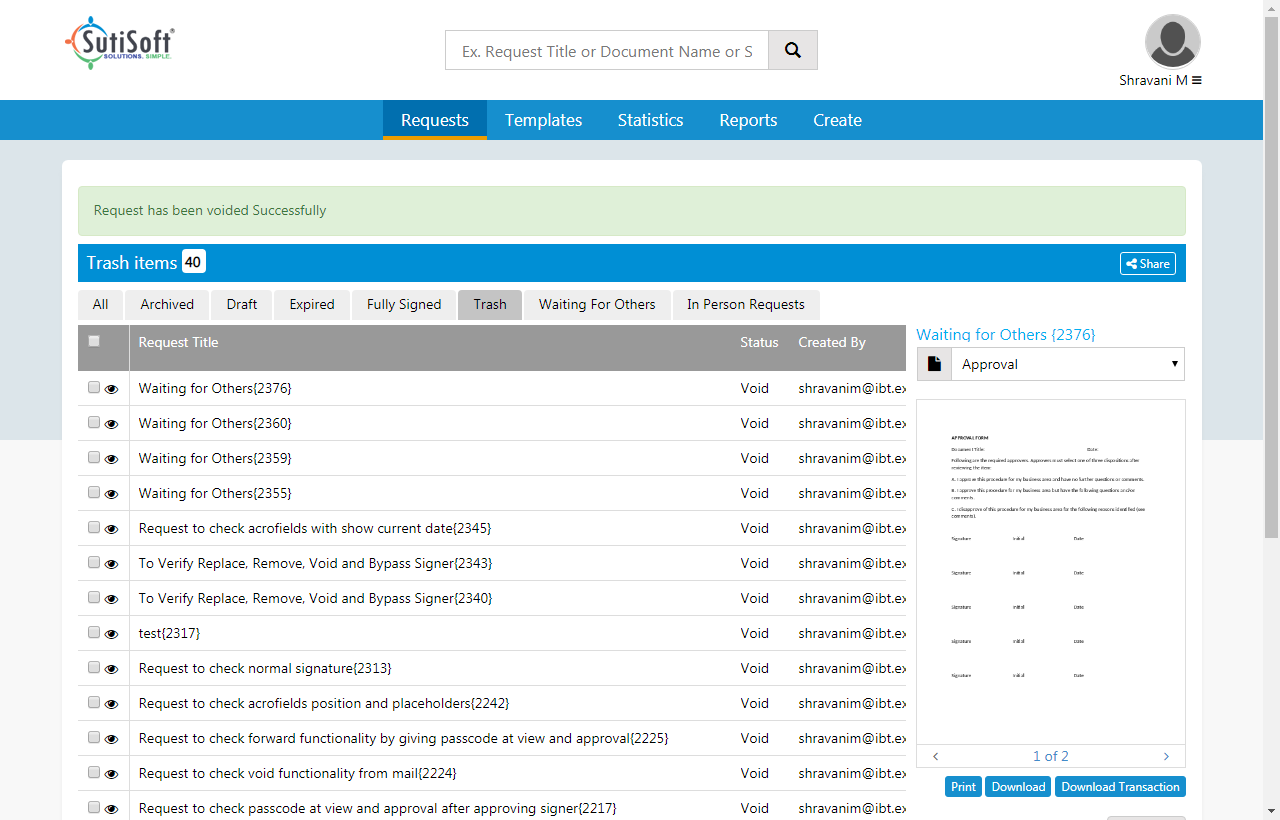 SutiSoft®
SOLUTIONS. SIMPLE.
Ex. Request Title or Document Name or S
Shravani M
Requests Templates Statistics Reports Create
Request has been voided Successfully
Trash items 40
Share
All Archived Draft Expired Fully Signed Trash Waiting For Others In Person Requests
Request Title Status Created By
Waiting for Others{2376} Void shravanim@ibt.ex
Waiting for Others{2360} Void shravanim@ibt.ex
Waiting for Others{2359} Void shravanim@ibt.ex
Waiting for Others{2355} Void shravanim@ibt.ex
Request to check acrofields with show current date{2345} Void shravanim@ibt.ex
To Verify Replace, Remove, Void and Bypass Signer{2343} Void shravanim@ibt.ex
To Verify Replace, Remove, Void and Bypass Signer{2340} Void shravanim@ibt.ex
test{2317} Void shravanim@ibt.ex
Request to check normal signature{2313} Void shravanim@ibt.ex
Request to check acrofields position and placeholders{2242} Void shravanim@ibt.ex
Request to check forward functionality by giving passcode at view and approval{2225} Void shravanim@ibt.ex
Request to check void functionality from mail{2224} Void shravanim@ibt.ex
Request to check passcode at view and approval after approving signer{2217} Void shravanim@ibt.ex
Waiting for Others {2376}
Approval
APPROVAL FORM
Document Title: Date:
Following are the required approvers. Approvers must select one of three dispositions after
reviewing the item:
A. I approve this procedure for my business area and have no further questions or comments.
B. I approve this procedure for my business area but have the following questions and/or
comments.
C. I disapprove of this procedure for my business area for the following reasons identified (see
comments).
Signature Initial Date
Signature Initial Date
Signature Initial Date
Signature Initial Date
Signature Initial Date
1 of 2
Print Download Download Transaction